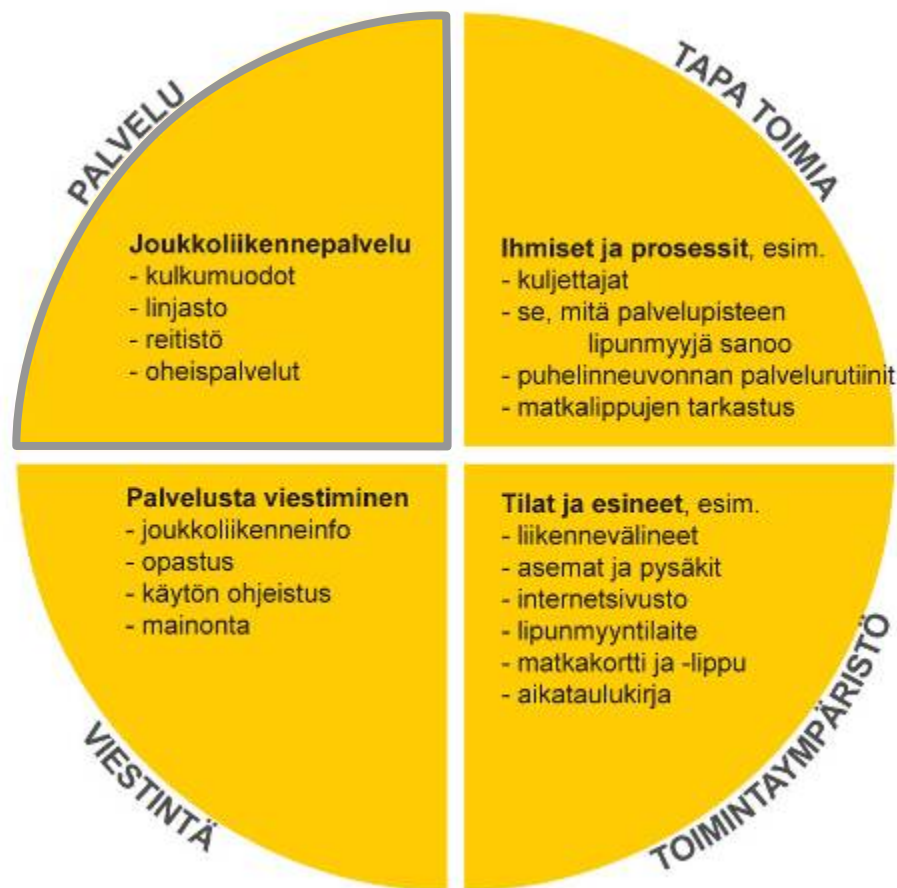 PALVELU
Joukkoliikennepalvelu
- kulkumuodot
- linjasto
- reitistö
- oheispalvelut
TAPA TOIMIA
Ihmiset ja prosessit, esim.
- kuljettajat
- se, mitä palvelupisteen
lipunmyyjä sanoo
- puhelinneuvonnan palvelurutiinit
- matkalippujen tarkastus
Palvelusta viestiminen
- joukkoliikenneinfo
- opastus
- käytön ohjeistus
- mainonta
VIESTINTÄ
Tilat ja esineet, esim.
- liikennevälineet
- asemat ja pysäkit
- internetsivusto
- lipunmyyntilaite
- matkakortti ja -lippu
- aikataulukirja
TOIMINTAYMPÄRISTÖ